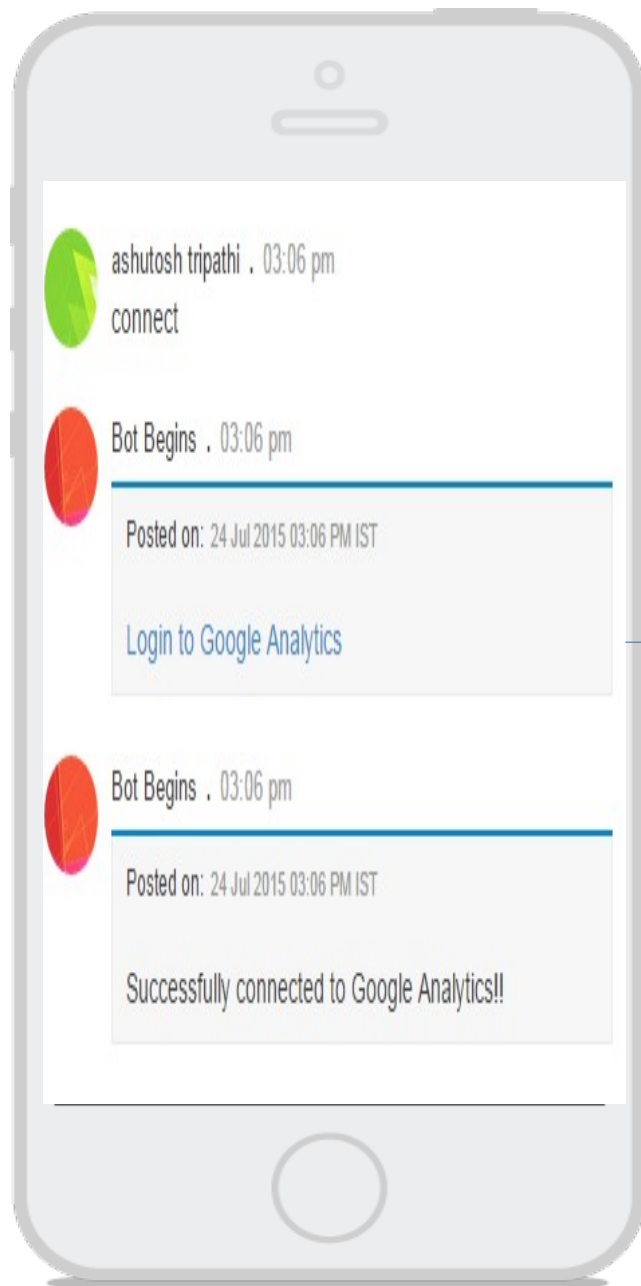 ashutosh tripathi . 03:06 pm
connect
Bot Begins . 03:06 pm
Posted on: 24 Jul 2015 03:06 PM IST
Login to Google Analytics
Bot Begins . 03:06 pm
Posted on: 24 Jul 2015 03:06 PM IST
Successfully connected to Google Analytics!!